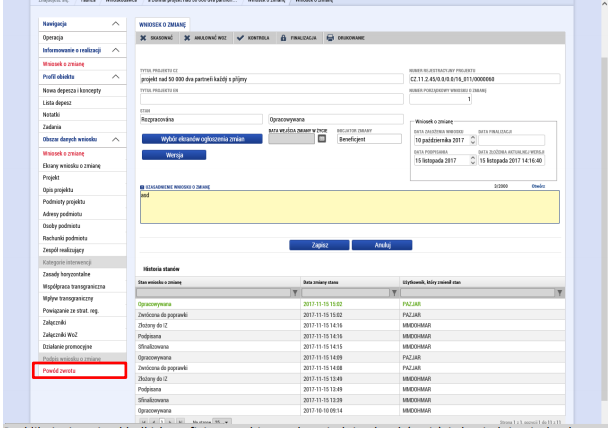 Nawigacja
Operacja
Informowanie o realizacji
Wniosek o zmianę
Profil obiektu
Nowa depesza i koncepty
Lista depesz
Notatki
Zadania
Obszar danych wniosku
Wniosek o zmianę
Ekrany wniosku o zmianę
Projekt
Opis projektu
Podmioty projektu
Adresy podmiotu
Osoby podmiotu
Rachunki podmiotu
Zespół realizujący
Kategorie interwencji
Zasady horyzontalne
Współpraca transgraniczna
Wpływ transgraniczny
Powiązanie ze strat. reg.
Załączniki
Załączniki WoZ
Działanie promocyjne
Podpis wniosku o zmianę
Powód zwrotu
WNIOSEK O ZMIANĘ
SKASOWAĆ ANULOWAĆ WOZ KONTROLA FINALIZACJA DRUKOWANIE
TYTUŁ PROJEKTU CZ
projekt nad 50 000 dva partneři každý s příjmy
NUMER REJESTRACYJNY PROJEKTU
CZ.11.2.45/0.0/0.0/16_011/0000060
TYTUŁ PROJEKTU EN
NUMER PORZĄDKOWY WNIOSKU O ZMIANĘ
1
STAN
Rozpracována Opracowywana
Wybór ekranów ogłoszenia zmian
DATA WEJŚCIA ZMIANY W ŻYCIE
INICJATOR ZMIANY
Beneficjent
Wersja
Wniosek o zmianę
DATA ZAŁOŻENIA WNIOSKU DATA FINALIZACJI
10 października 2017
DATA PODPISANIA DATA ZŁOŻENIA AKTUALNEJ WERSJI
15 listopada 2017 15 listopada 2017 14:16:40
UZASADNIENIE WNIOSKU O ZMIANĘ 3/2000 Otwórz
asd
Zapisz Anuluj
Historia stanów
Stan wniosku o zmianę Data zmiany stanu Użytkownik, który zmienił stan
Opracowywana 2017-11-15 15:02 PAZJAR
Zwrócona do poprawki 2017-11-15 15:02 PAZJAR
Złożony do IZ 2017-11-15 14:16 MMDOHMAR
Podpisana 2017-11-15 14:16 MMDOHMAR
Sfinalizowana 2017-11-15 14:15 MMDOHMAR
Opracowywana 2017-11-15 14:09 PAZJAR
Zwrócona do poprawki 2017-11-15 14:08 PAZJAR
Złożony do IZ 2017-11-15 13:49 MMDOHMAR
Podpisana 2017-11-15 13:49 MMDOHMAR
Sfinalizowana 2017-11-15 13:39 MMDOHMAR
Opracowywana 2017-10-10 09:14 MMDOHMAR